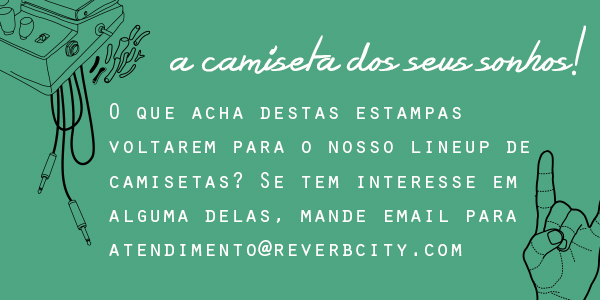 a camiseta dos seus sonhos!
O que acha destas estampas
voltarem para o nosso lineup de
camisetas? Se tem interesse em
alguma delas, mande email para
atendimento@reverbcity.com